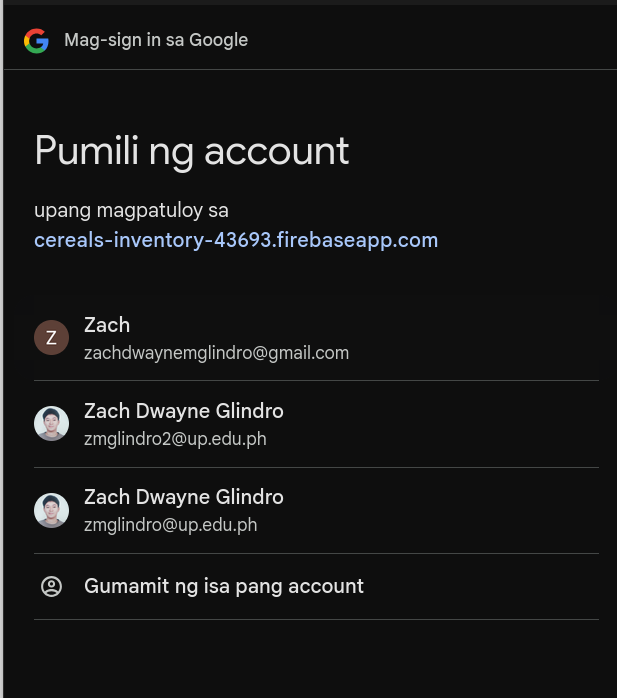 Mag-sign in sa Google
Pumili ng account
upang magpatuloy sa
cereals-inventory-43693.firebaseapp.com
Z
Zach
zachdwaynemglindro@gmail.com
Zach Dwayne Glindro
zmglindro2@up.edu.ph
Zach Dwayne Glindro
zmglindro@up.edu.ph
Gumamit ng isa pang account